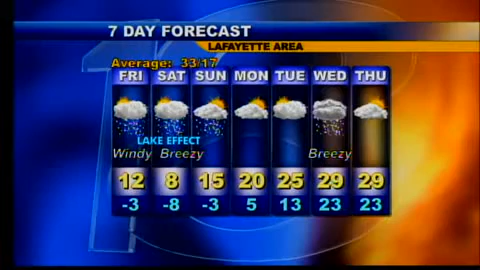 7 DAY FORECAST
LAFAYETTE AREA
Average: 33/17
FRI SAT SUN MON TUE WED THU
LAKE EFFECT
Windy Breezy Breezy
12 8 15 20 25 29 29
-3 -8 -3 5 13 23 23